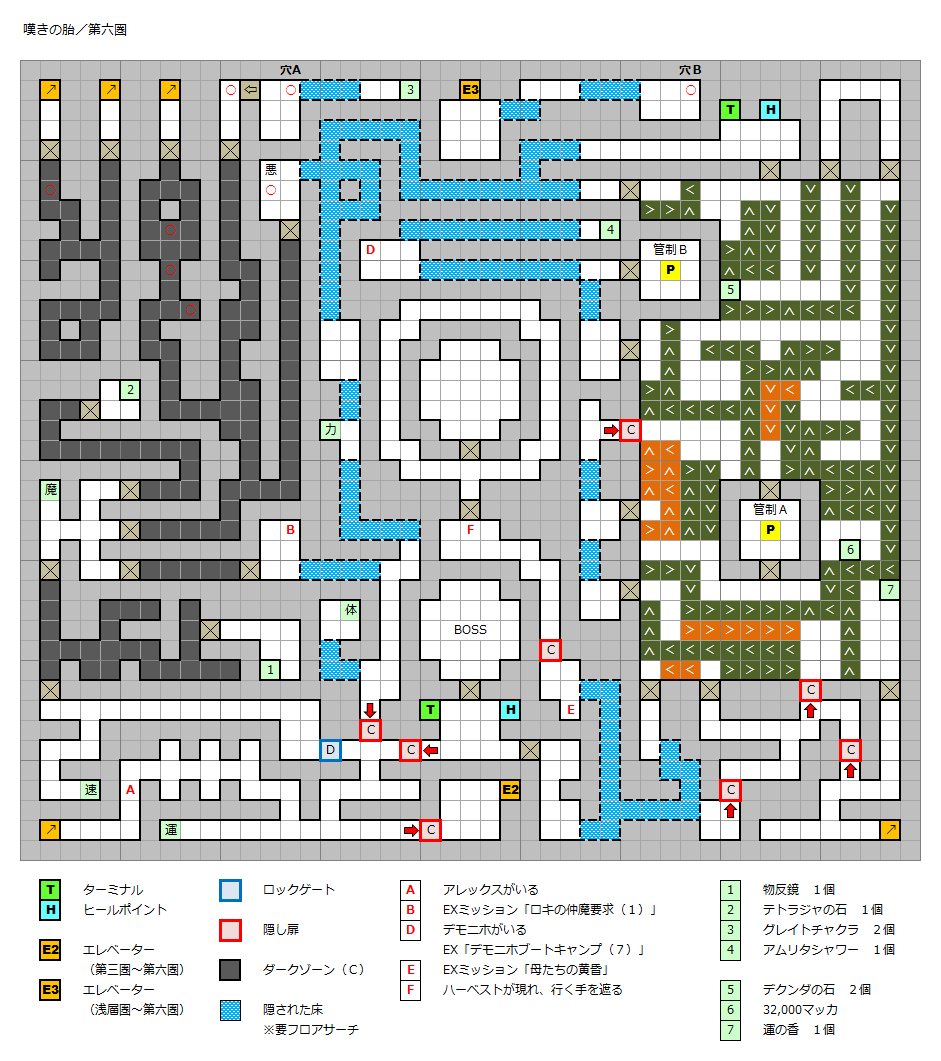 嘆きの胎／第六圏
穴A
穴B
3
E3
T
H
悪
4
D
管制B
P
5
2
力
C
魔
管制A
P
B
F
6
7
体
BOSS
C
1
T
H
E
C
C
D
C
C
速
A
E2
C
運
C
T
ターミナル
H
ヒールポイント
E2
エレベーター
（第三圏～第六圏）
E3
エレベーター
（浅層圏～第六圏）
ロックゲート
隠し扉
ダークゾーン（C）
隠された床
※要フロアサーチ
A
アレックスがいる
B
EXミッション「ロキの仲魔要求（１）」
D
デモニホがいる
EX「デモニホブートキャンプ（７）」
E
EXミッション「母たちの黄昏」
F
ハーベストが現れ、行く手を遮る
1
物反鏡　１個
2
テトラジャの石　１個
3
グレイトチャクラ　２個
4
アムリタシャワー　１個
5
デクンダの石　２個
6
32,000マッカ
7
運の香　１個